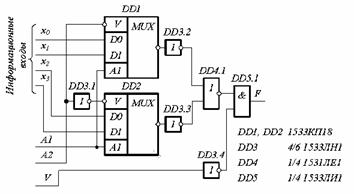 DD1
Информационные
входы
x₀
x₁
x₂
x₃
V
D0
D1
A1
MUX
DD3.2
1
DD3.1
1
DD2
V
D0
D1
A1
MUX
DD3.3
1
DD4.1
1
DD5.1
&
F
A1
A2
V
DD3.4
1
DD1, DD2 1533КП18
DD3 4/6 1533ЛН1
DD4 1/4 1531ЛЕ1
DD5 1/4 1533ЛИ1